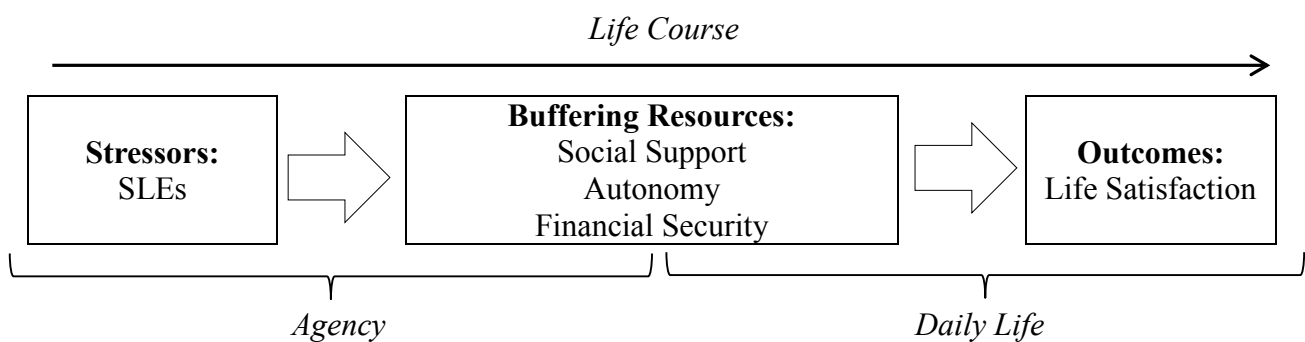 Life Course
Stressors:
SLEs
Buffering Resources:
Social Support
Autonomy
Financial Security
Outcomes:
Life Satisfaction
Agency
Daily Life